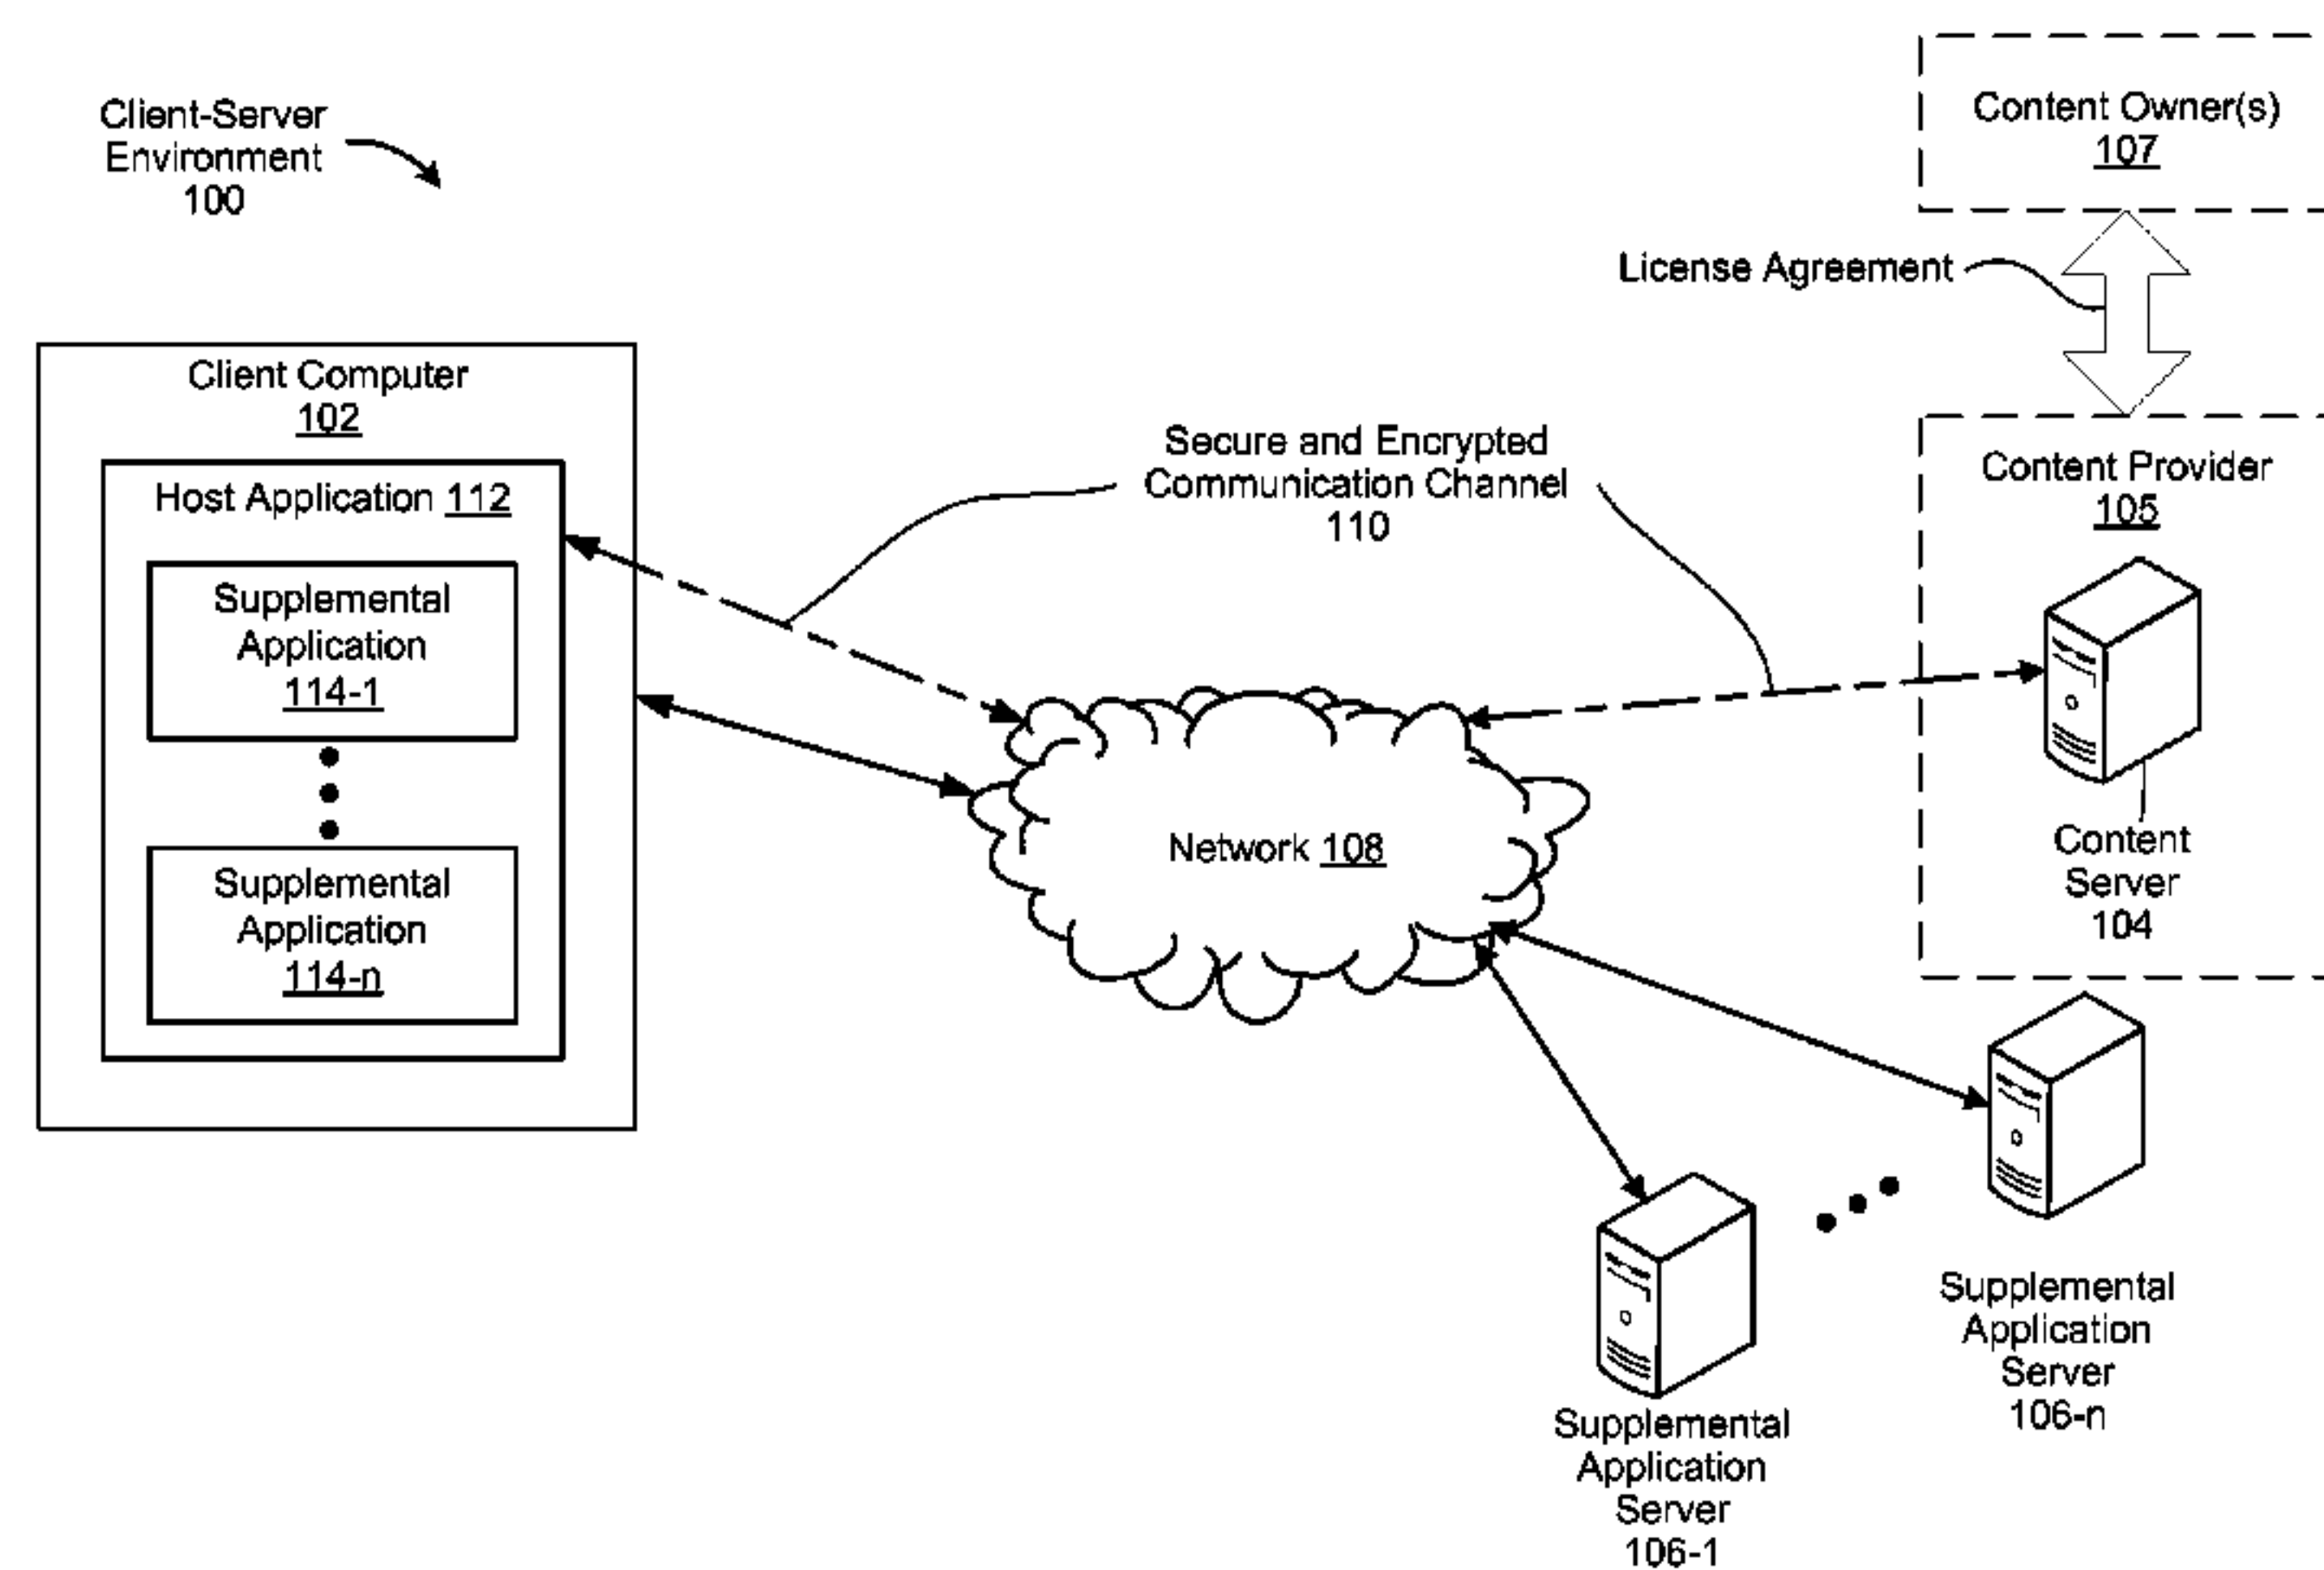 Client-Server
Environment
100
Content Owner(s)
107
License Agreement
Client Computer
102
Host Application 112
Supplemental
Application
114-1
Supplemental
Application
114-n
Secure and Encrypted
Communication Channel
110
Content Provider
105
Content
Server
104
Network 108
Supplemental
Application
Server
106-n
Supplemental
Application
Server
106-1